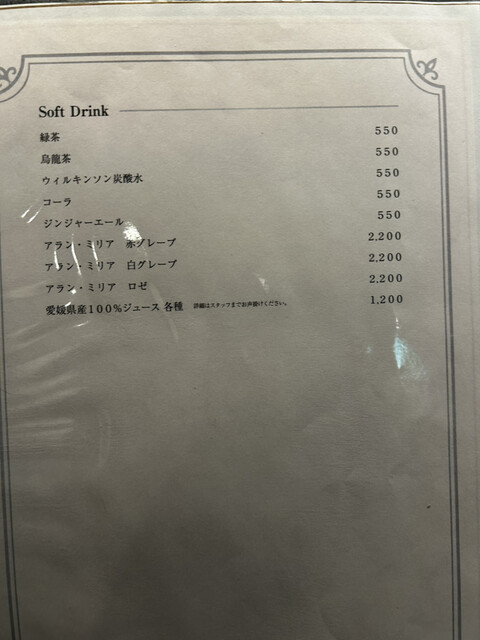 Soft Drink
緑茶 550
烏龍茶 550
ウィルキンソン炭酸水 550
コーラ 550
ジンジャーエール 550
アラン・ミリア 赤グレープ 2,200
アラン・ミリア 白グレープ 2,200
アラン・ミリア ロゼ 2,200
愛媛県産100%ジュース 各種 詳細はスタッフまでお声掛けください。 1,200